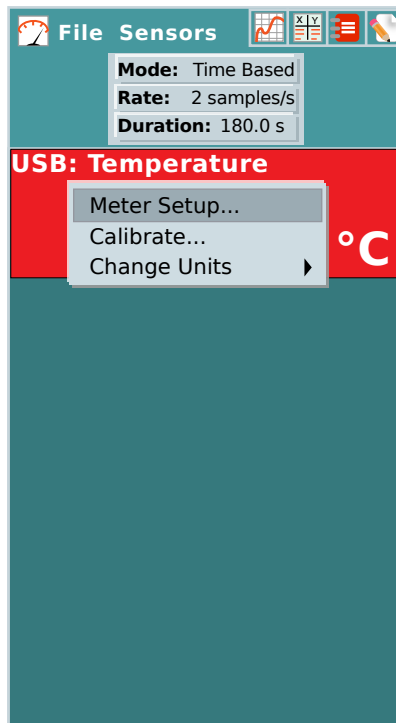 File Sensors
X Y
Mode: Time Based
Rate: 2 samples/s
Duration: 180.0 s
USB: Temperature
Meter Setup...
Calibrate...
°C
Change Units